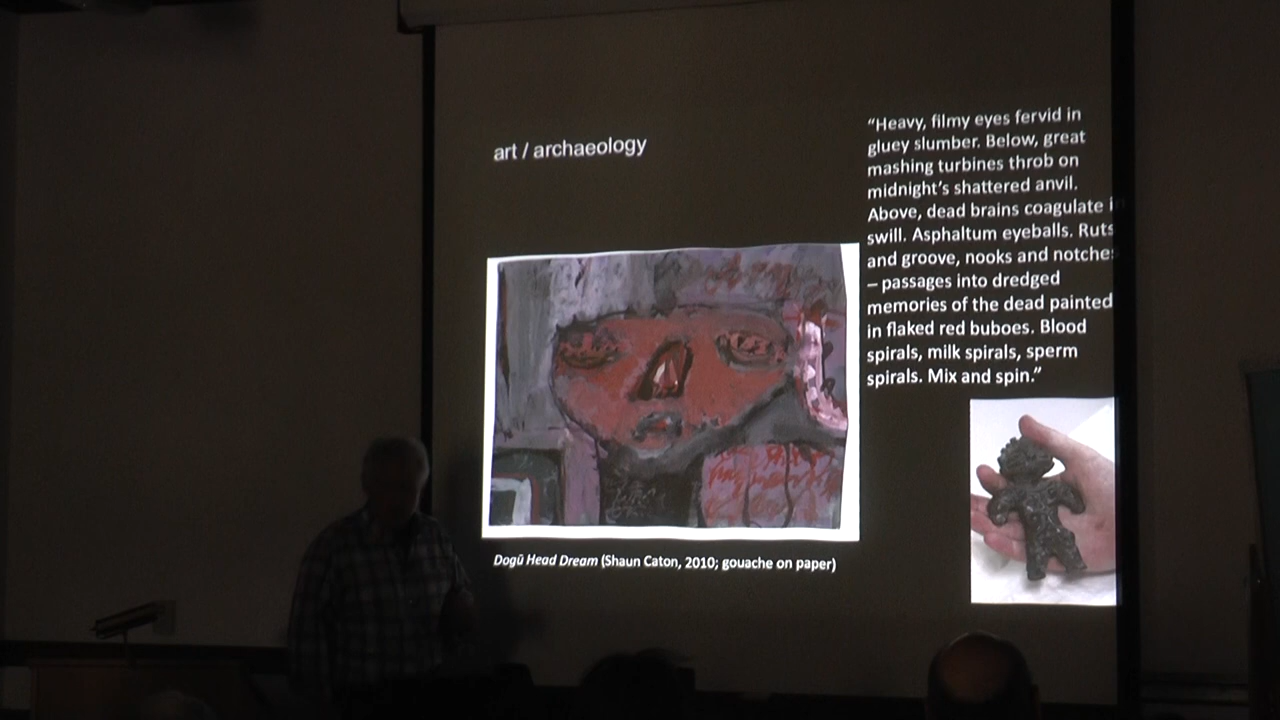 art / archaeology
“Heavy, filmy eyes fervid in
gluey slumber. Below, great
mashing turbines throb on
midnight’s shattered anvil.
Above, dead brains coagulate in
swill. Asphaltum eyeballs. Ruts
and groove, nooks and notches
– passages into dredged
memories of the dead painted
in flaked red buboes. Blood
spirals, milk spirals, sperm
spirals. Mix and spin.”
Dogū Head Dream (Shaun Caton, 2010; gouache on paper)